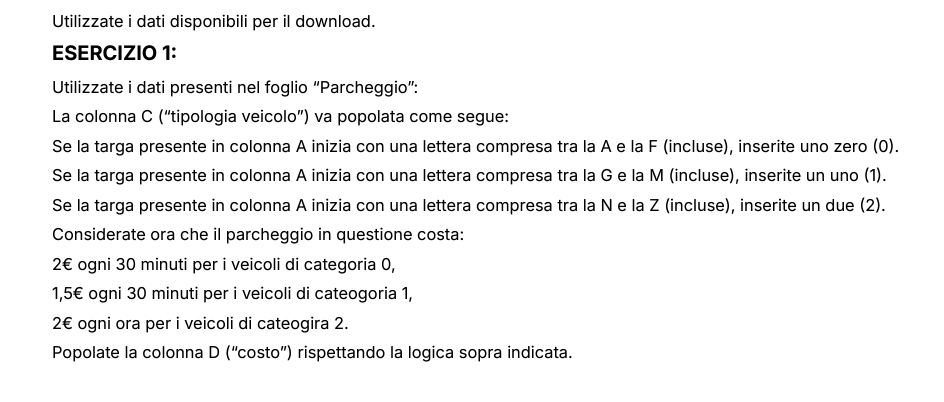 Utilizzate i dati disponibili per il download.
ESERCIZIO 1:
Utilizzate i dati presenti nel foglio “Parcheggio”:
La colonna C (“tipologia veicolo”) va popolata come segue:
Se la targa presente in colonna A inizia con una lettera compresa tra la A e la F (incluse), inserite uno zero (0).
Se la targa presente in colonna A inizia con una lettera compresa tra la G e la M (incluse), inserite un uno (1).
Se la targa presente in colonna A inizia con una lettera compresa tra la N e la Z (incluse), inserite un due (2).
Considerate ora che il parcheggio in questione costa:
2€ ogni 30 minuti per i veicoli di categoria 0,
1,5€ ogni 30 minuti per i veicoli di cateogoria 1,
2€ ogni ora per i veicoli di cateogira 2.
Popolate la colonna D (“costo”) rispettando la logica sopra indicata.